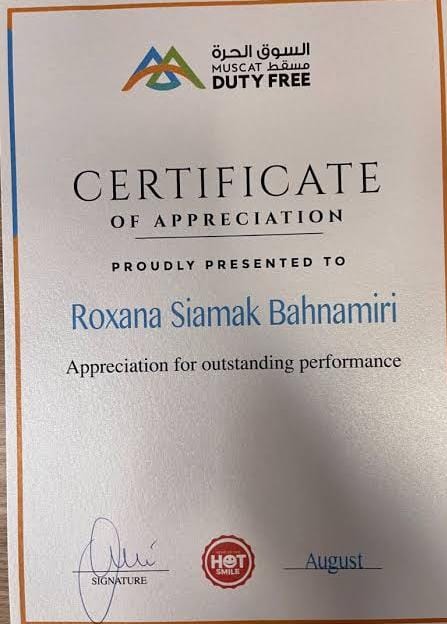 السوق الحرة
MUSCAT مسقط
DUTY FREE
CERTIFICATE
OF APPRECIATION
PROUDLY PRESENTED TO
Roxana Siamak Bahnamiri
Appreciation for outstanding performance
HOT
SMILE
August
SIGNATURE